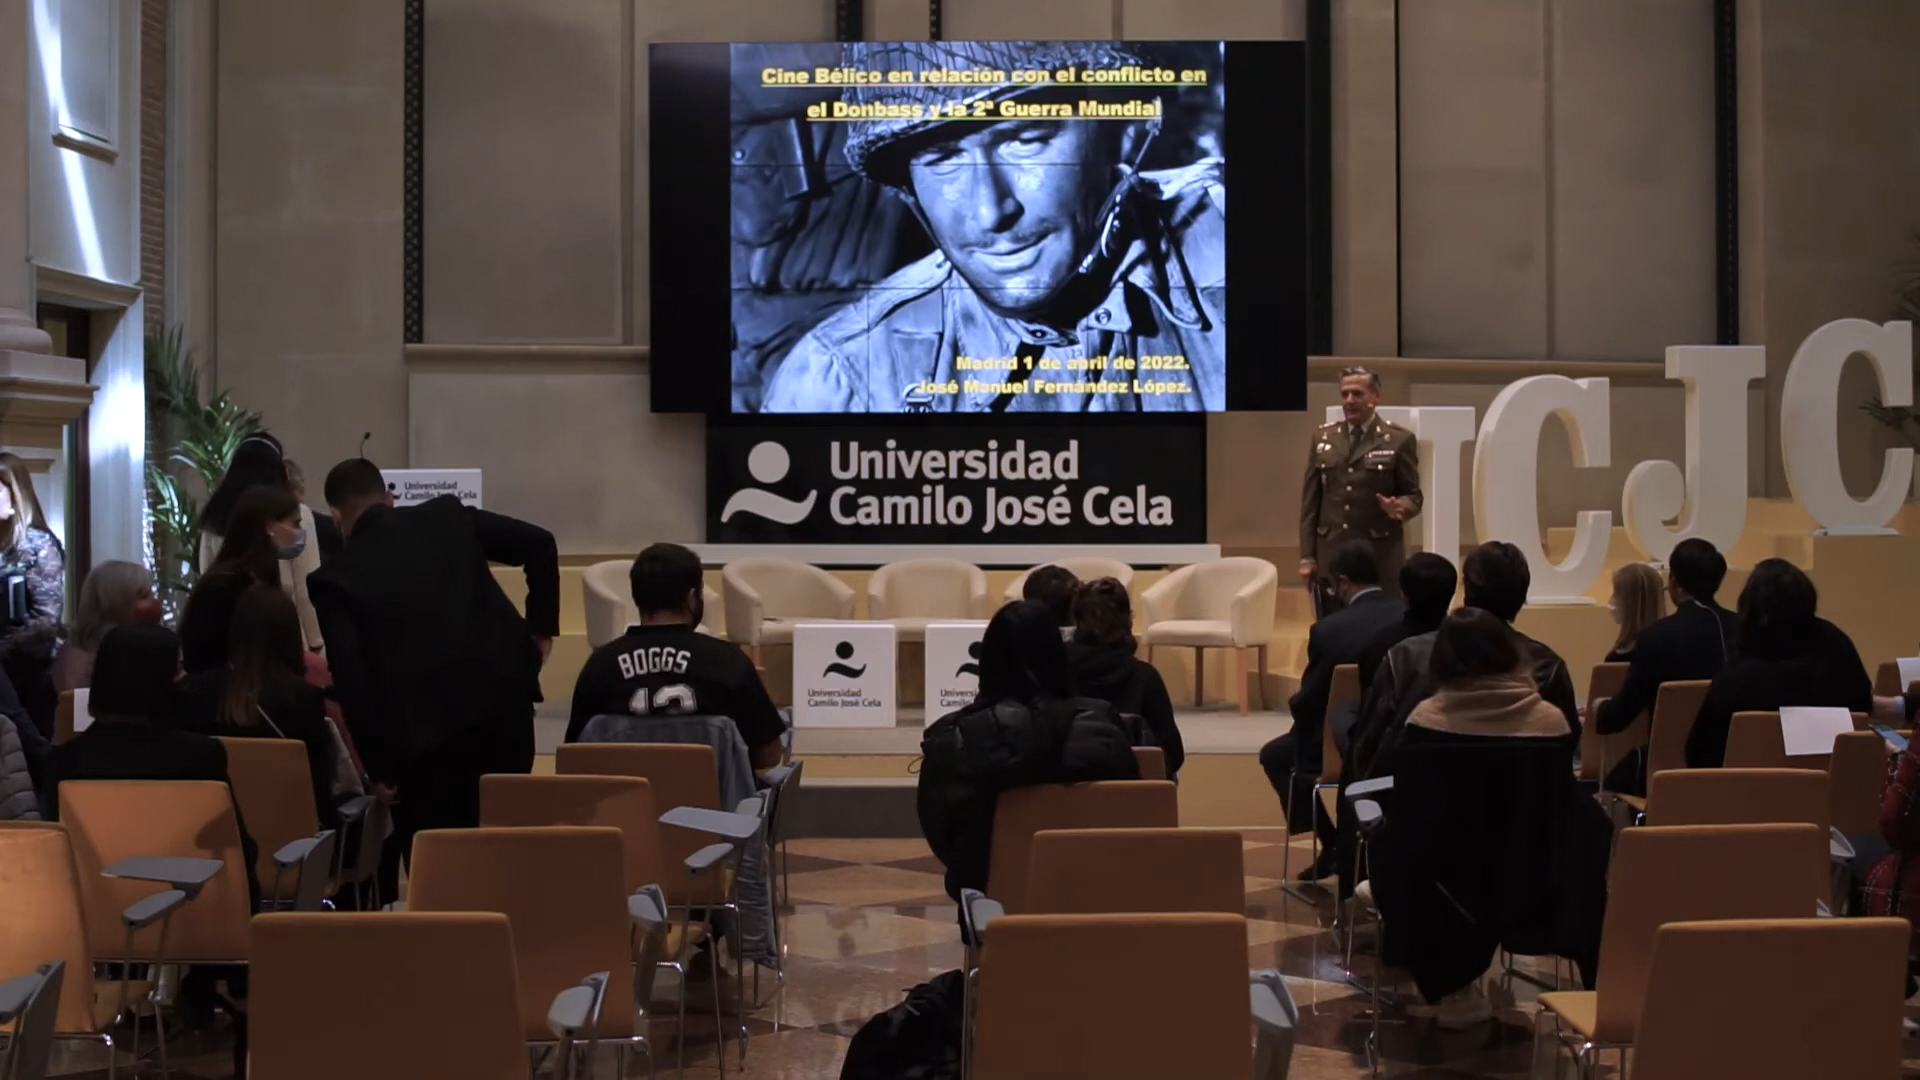 Cine Bélico en relación con el conflicto en
el Donbass y la 2ª Guerra Mundial
Madrid 1 de abril de 2022.
José Manuel Fernández López.
Universidad
Camilo José Cela
UCJC
Universidad
Camilo José Cela
BOGGS
12
Universidad
Camilo José Cela